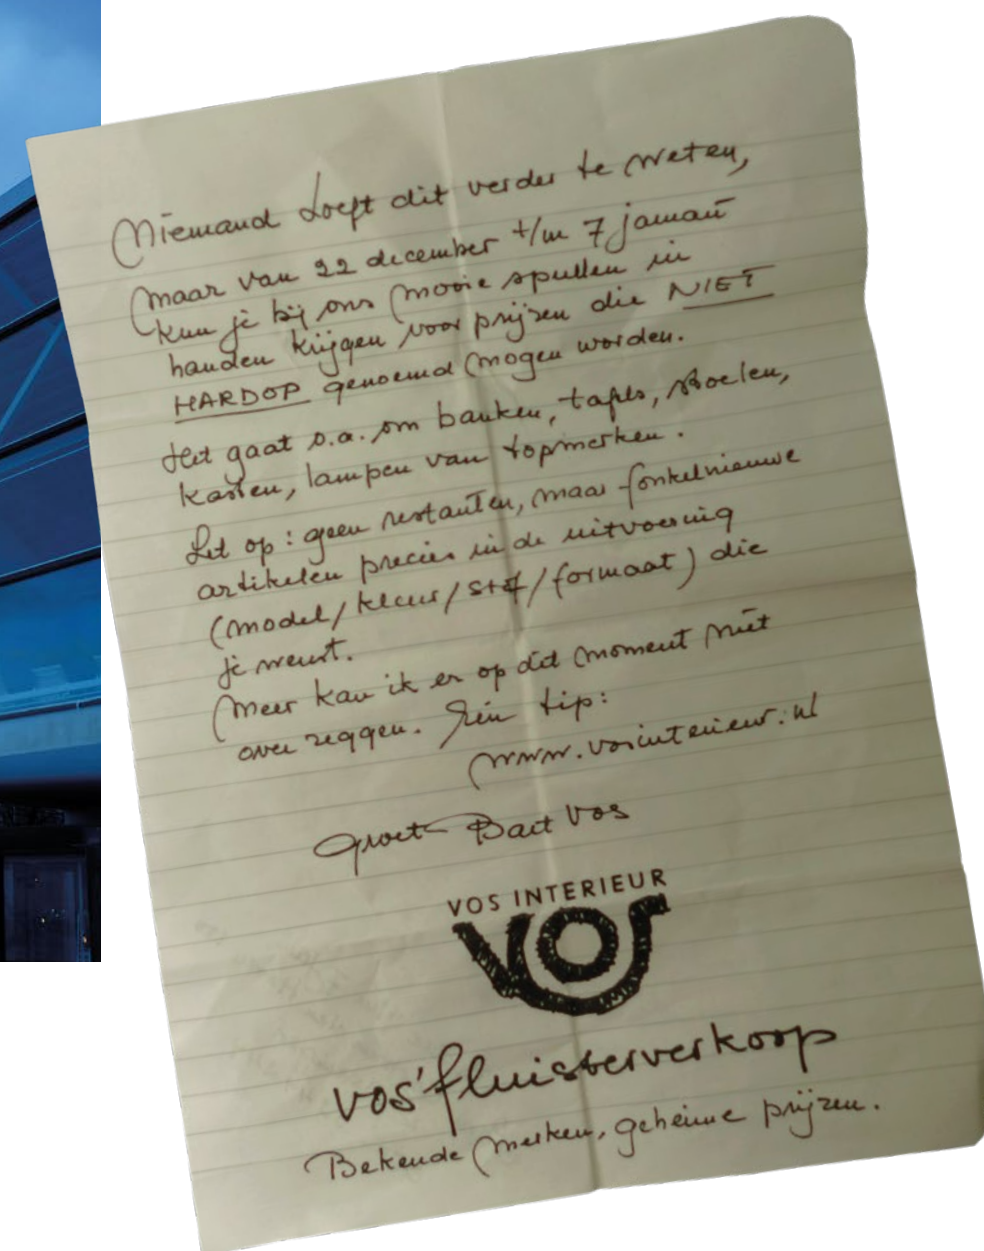 Niemand hoeft dit verder te weten,
maar van 22 december t/m 7 januari
kun je bij ons mooie spullen in
handen krijgen voor prijzen die NIET
HARDOP genoemd mogen worden.
Het gaat o.a. om banken, tafels, stoelen,
kasten, lampen van topmerken.
Let op: geen restanten, maar fonkelnieuwe
artikelen precies in de uitvoering
(model/kleur/stof/formaat) die
je wenst.
Meer kan ik er op dit moment niet
over zeggen. Eén tip:
www.vosinterieur.nl
Groet Bart Vos
VOS INTERIEUR
VOS
vos' fluisterverkoop
Bekende merken, geheime prijzen.